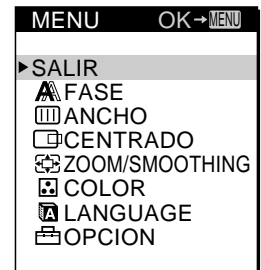 MENU OK→MENU
▶SALIR
FASE
ANCHO
CENTRADO
ZOOM/SMOOTHING
COLOR
LANGUAGE
OPCION